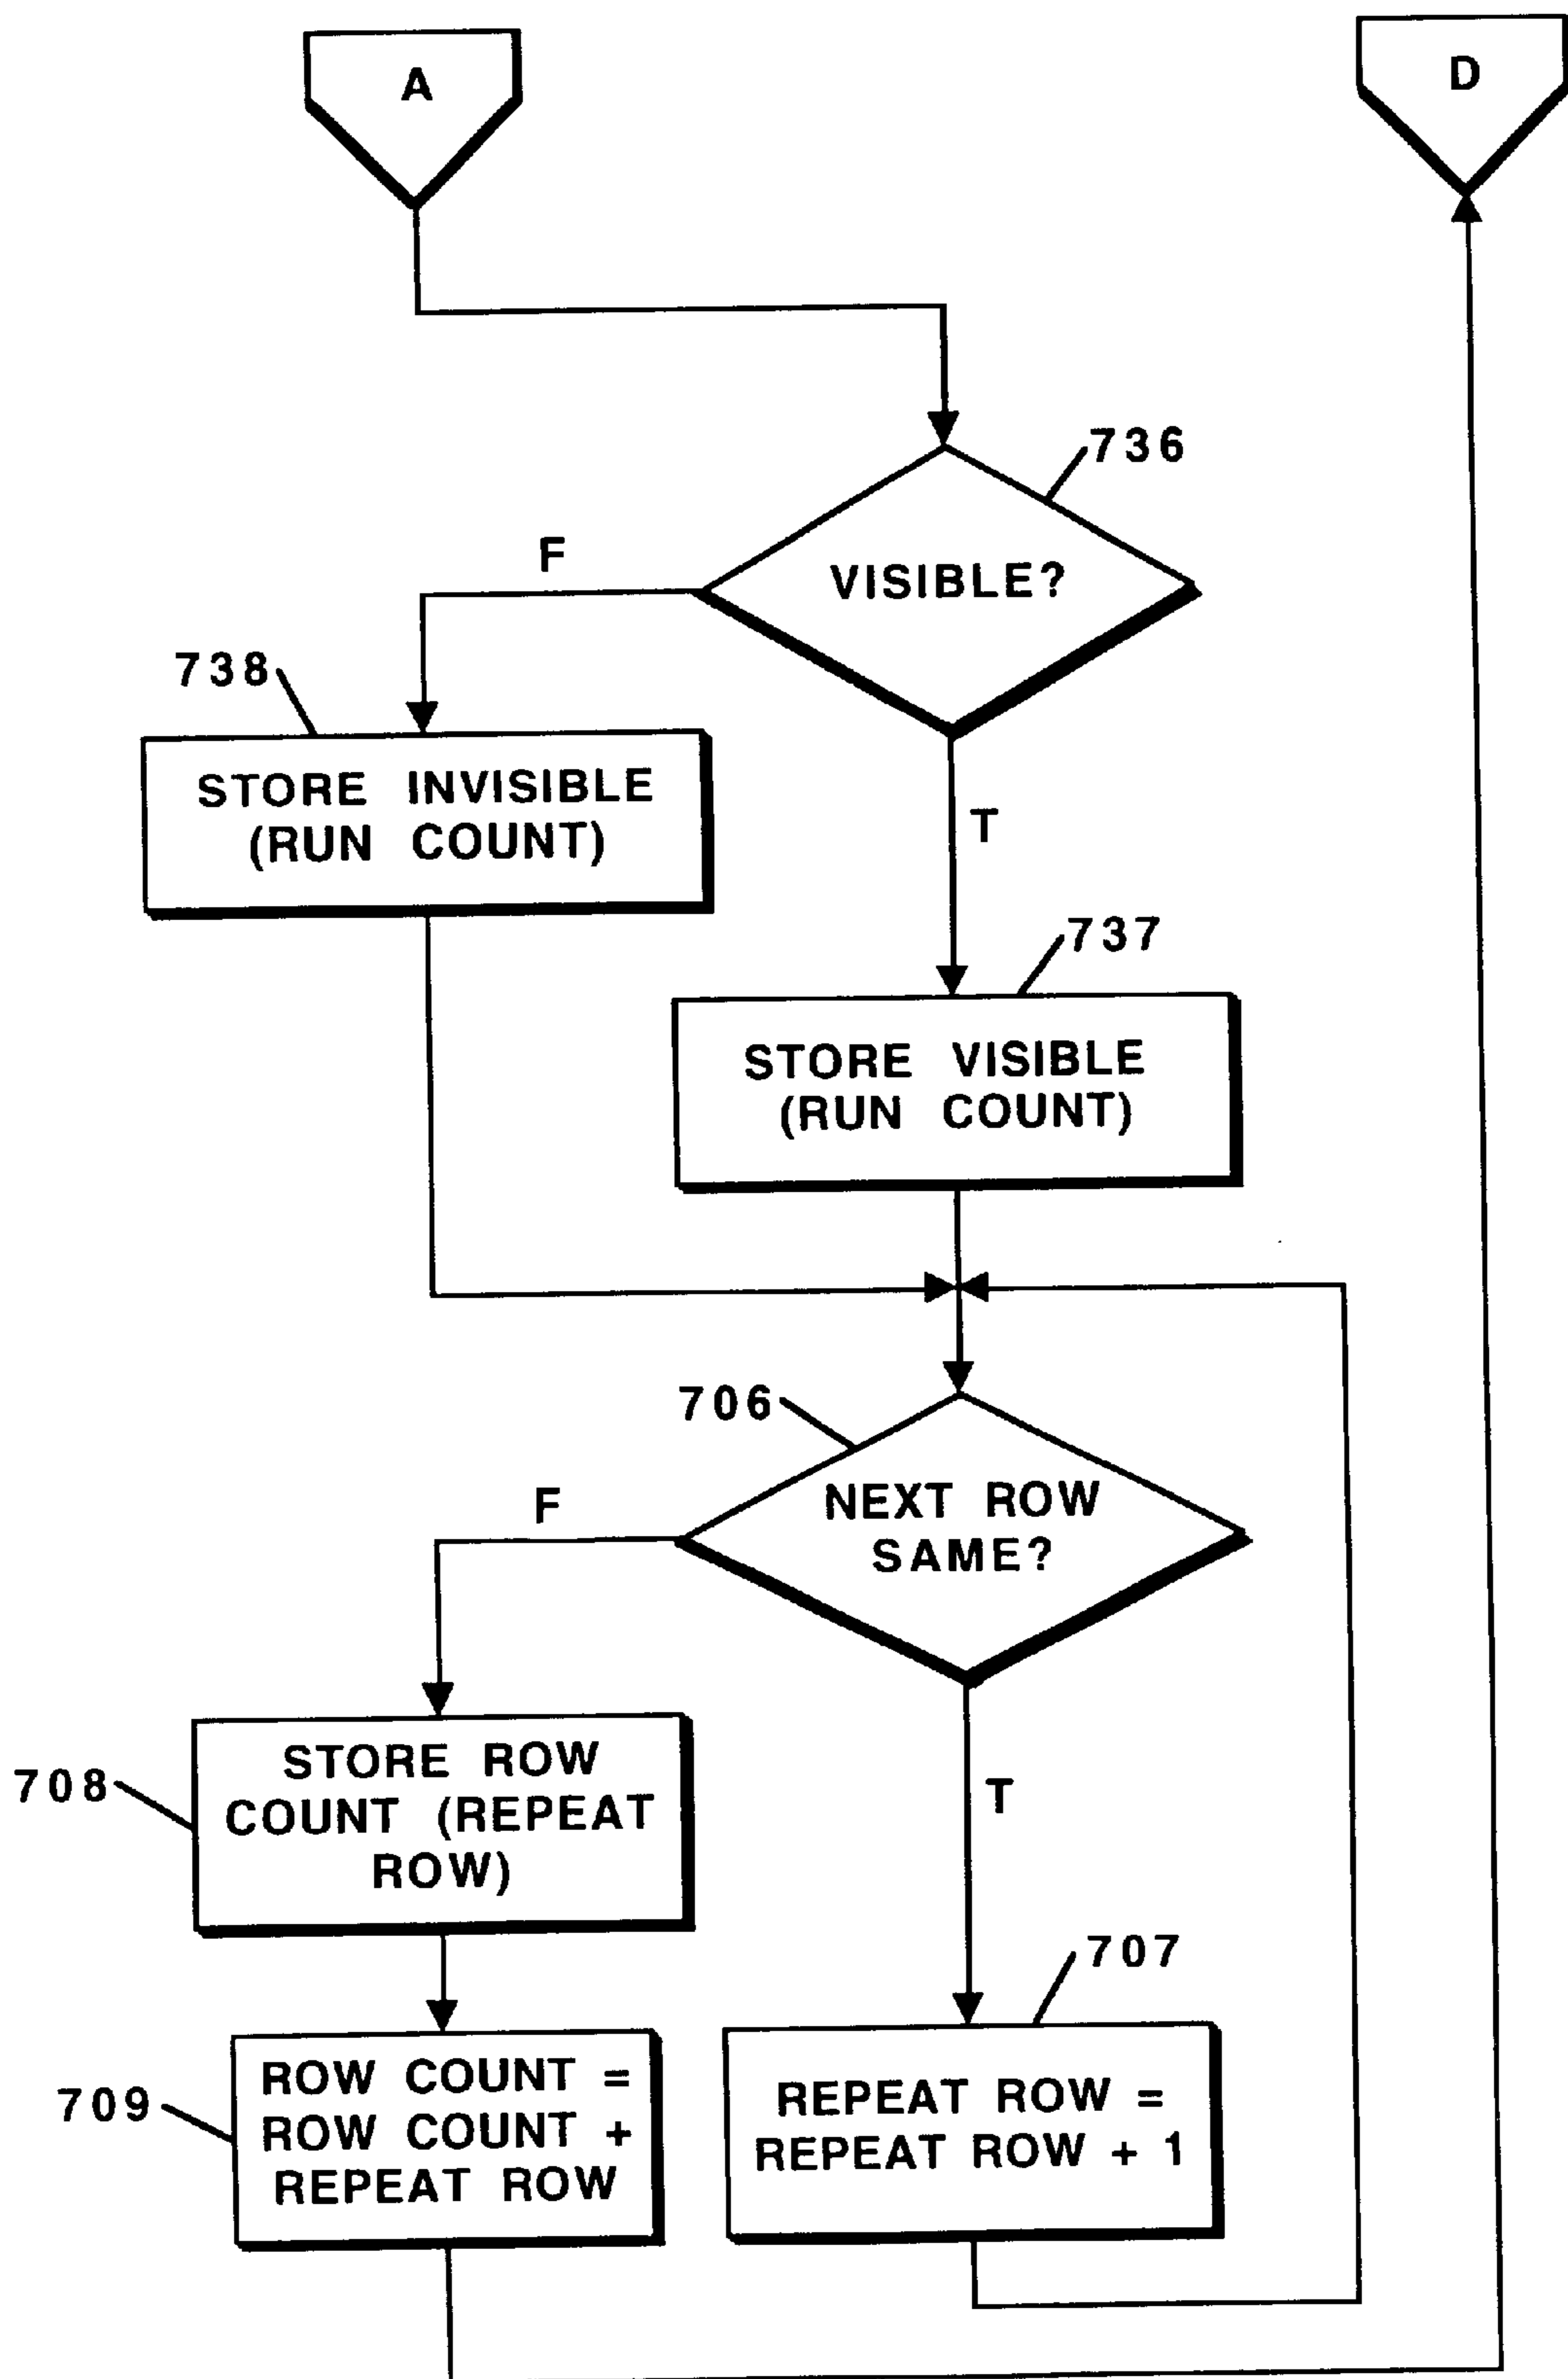 A
D
736
F
VISIBLE?
738
STORE INVISIBLE
(RUN COUNT)
T
737
STORE VISIBLE
(RUN COUNT)
706
F
NEXT ROW
SAME?
708
STORE ROW
COUNT (REPEAT
ROW)
T
707
709
ROW COUNT =
ROW COUNT +
REPEAT ROW
REPEAT ROW =
REPEAT ROW + 1